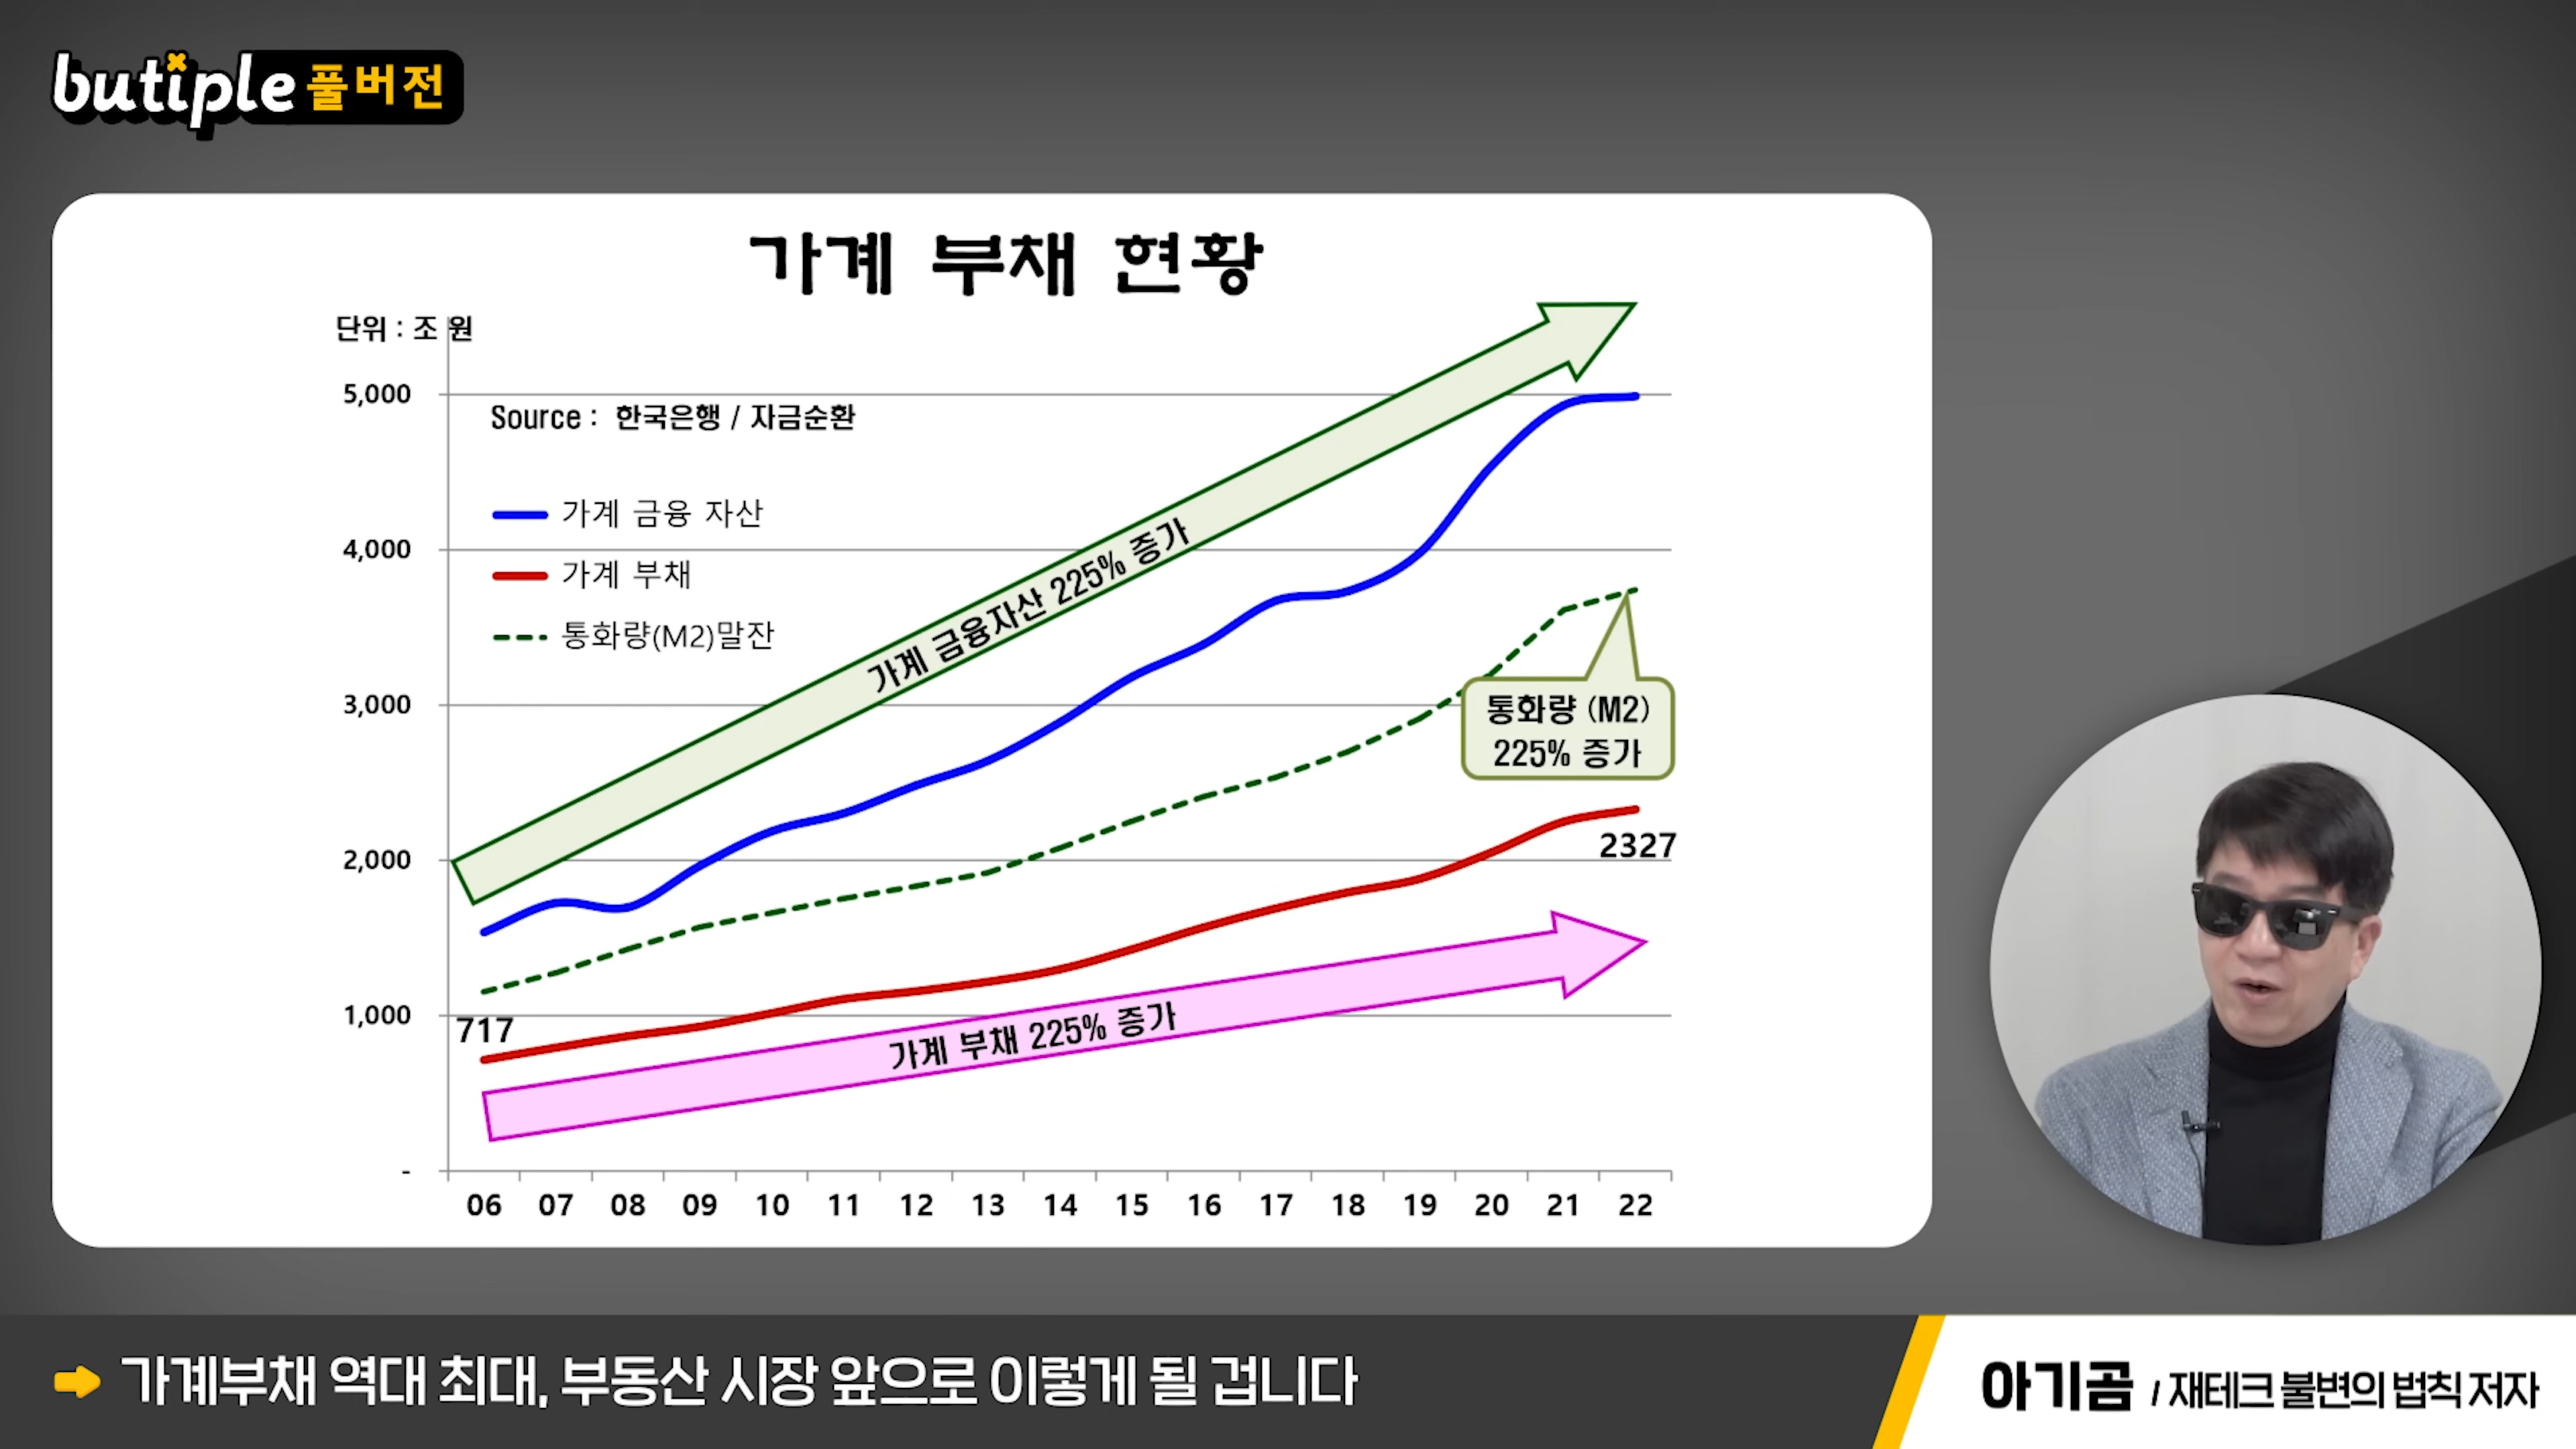 butiple 풀버전
가계 부채 현황
단위 : 조 원
5,000
4,000
3,000
2,000
1,000
-
Source : 한국은행 / 자금순환
가계 금융 자산
가계 부채
통화량(M2)말잔
가계 금융자산 225% 증가
통화량 (M2)
225% 증가
2327
717
가계 부채 225% 증가
06 07 08 09 10 11 12 13 14 15 16 17 18 19 20 21 22
가계부채 역대 최대, 부동산 시장 앞으로 이렇게 될 겁니다
아기곰 / 재테크 불변의 법칙 저자